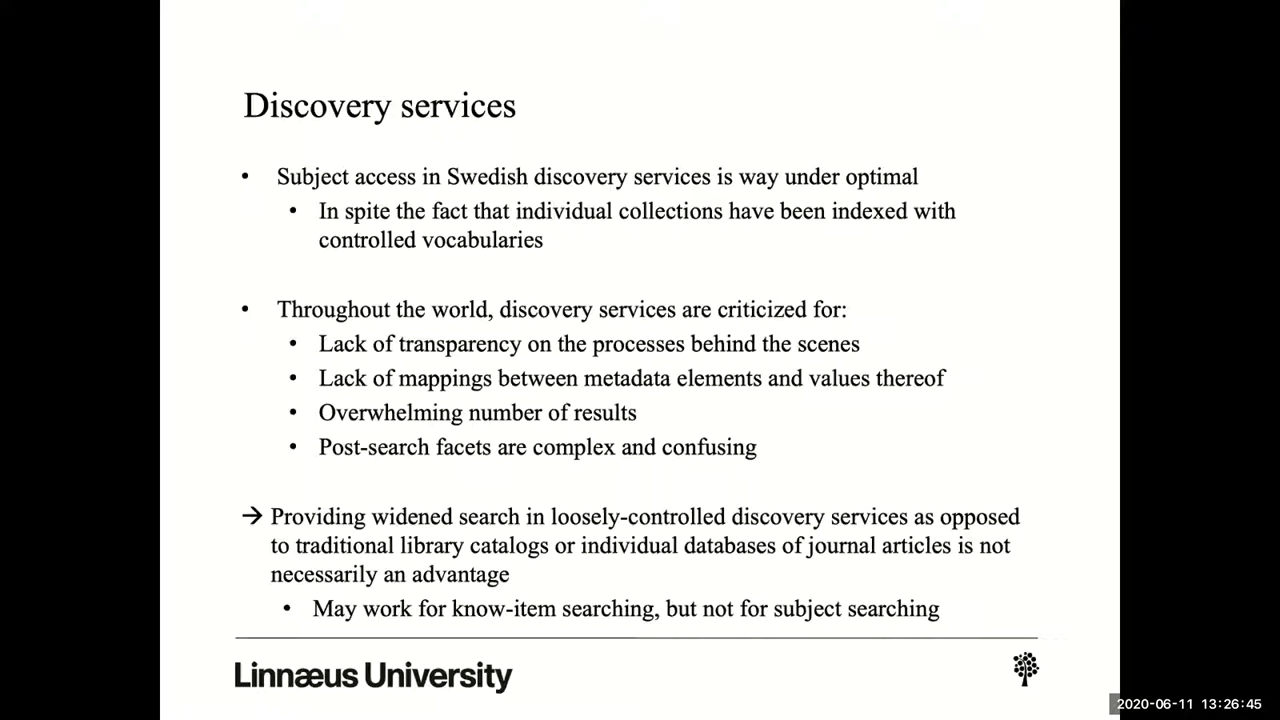 Discovery services
• Subject access in Swedish discovery services is way under optimal
• In spite the fact that individual collections have been indexed with
controlled vocabularies
• Throughout the world, discovery services are criticized for:
• Lack of transparency on the processes behind the scenes
• Lack of mappings between metadata elements and values thereof
• Overwhelming number of results
• Post-search facets are complex and confusing
→ Providing widened search in loosely-controlled discovery services as opposed
to traditional library catalogs or individual databases of journal articles is not
necessarily an advantage
• May work for know-item searching, but not for subject searching
Linnæus University
2020-06-11 13:26:45